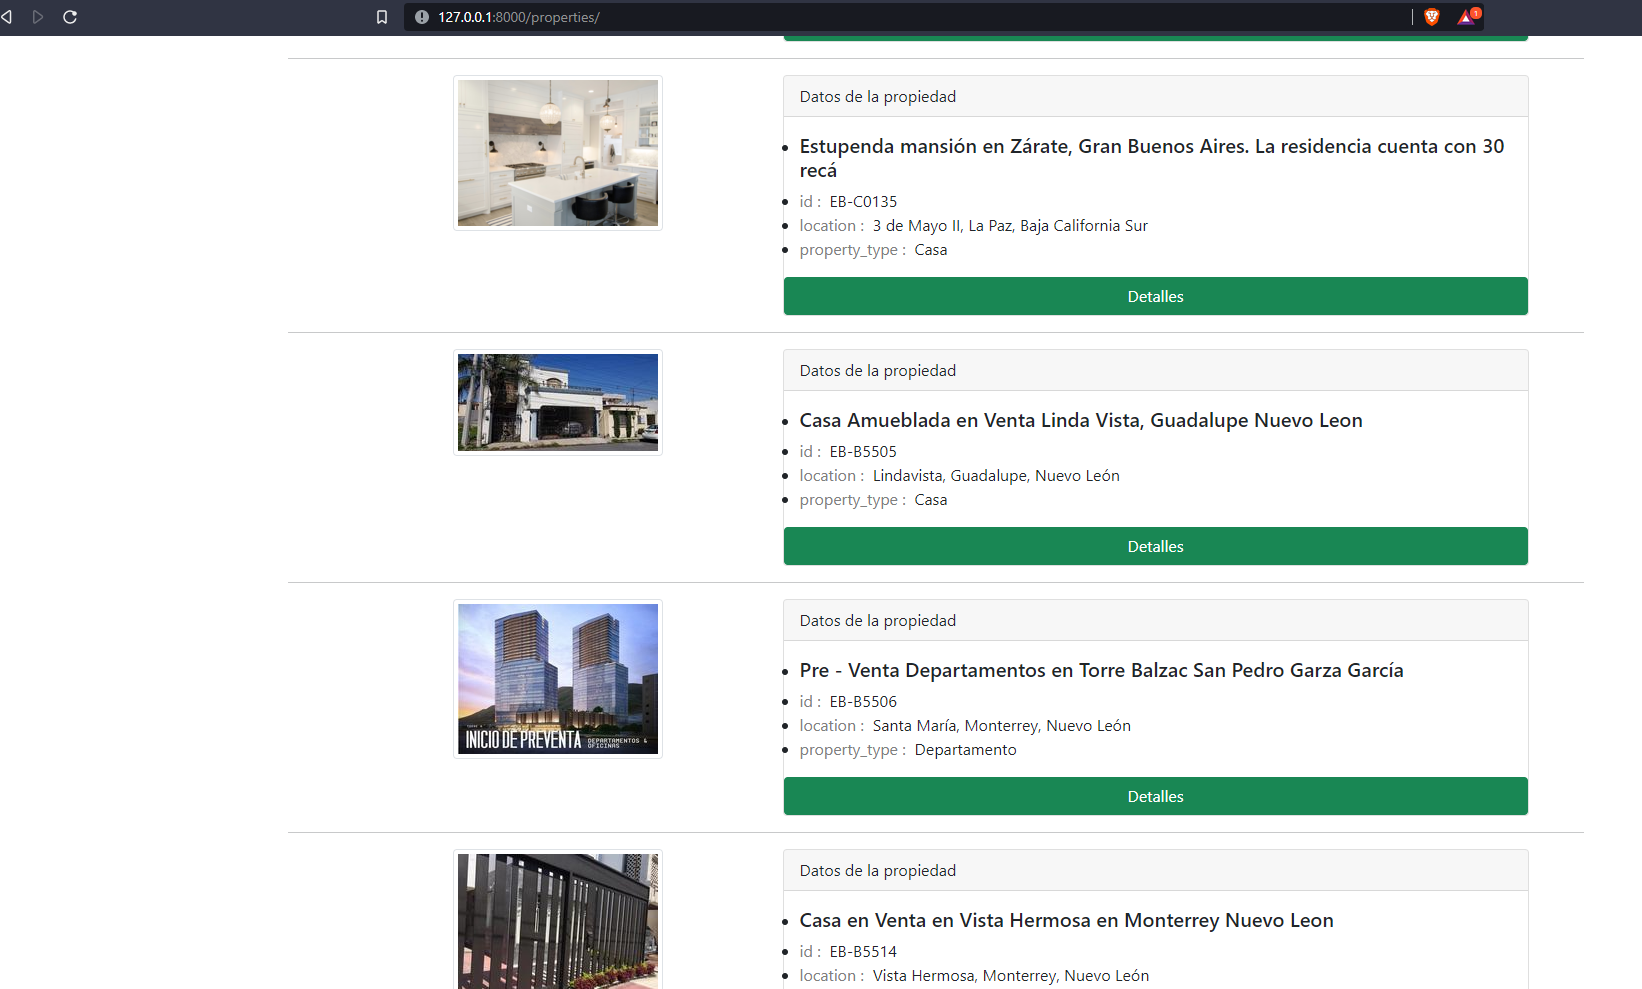 127.0.0.1:8000/properties/
1
Datos de la propiedad
Estupenda mansión en Zárate, Gran Buenos Aires. La residencia cuenta con 30
recá
id : EB-C0135
location : 3 de Mayo II, La Paz, Baja California Sur
property_type : Casa
Detalles
Datos de la propiedad
Casa Amueblada en Venta Linda Vista, Guadalupe Nuevo Leon
id : EB-B5505
location : Lindavista, Guadalupe, Nuevo León
property_type : Casa
Detalles
INICIO DE PREVENTA
DEPARTAMENTOS &
OFICINAS
Datos de la propiedad
Pre - Venta Departamentos en Torre Balzac San Pedro Garza García
id : EB-B5506
location : Santa María, Monterrey, Nuevo León
property_type : Departamento
Detalles
Datos de la propiedad
Casa en Venta en Vista Hermosa en Monterrey Nuevo Leon
id : EB-B5514
location : Vista Hermosa, Monterrey, Nuevo León